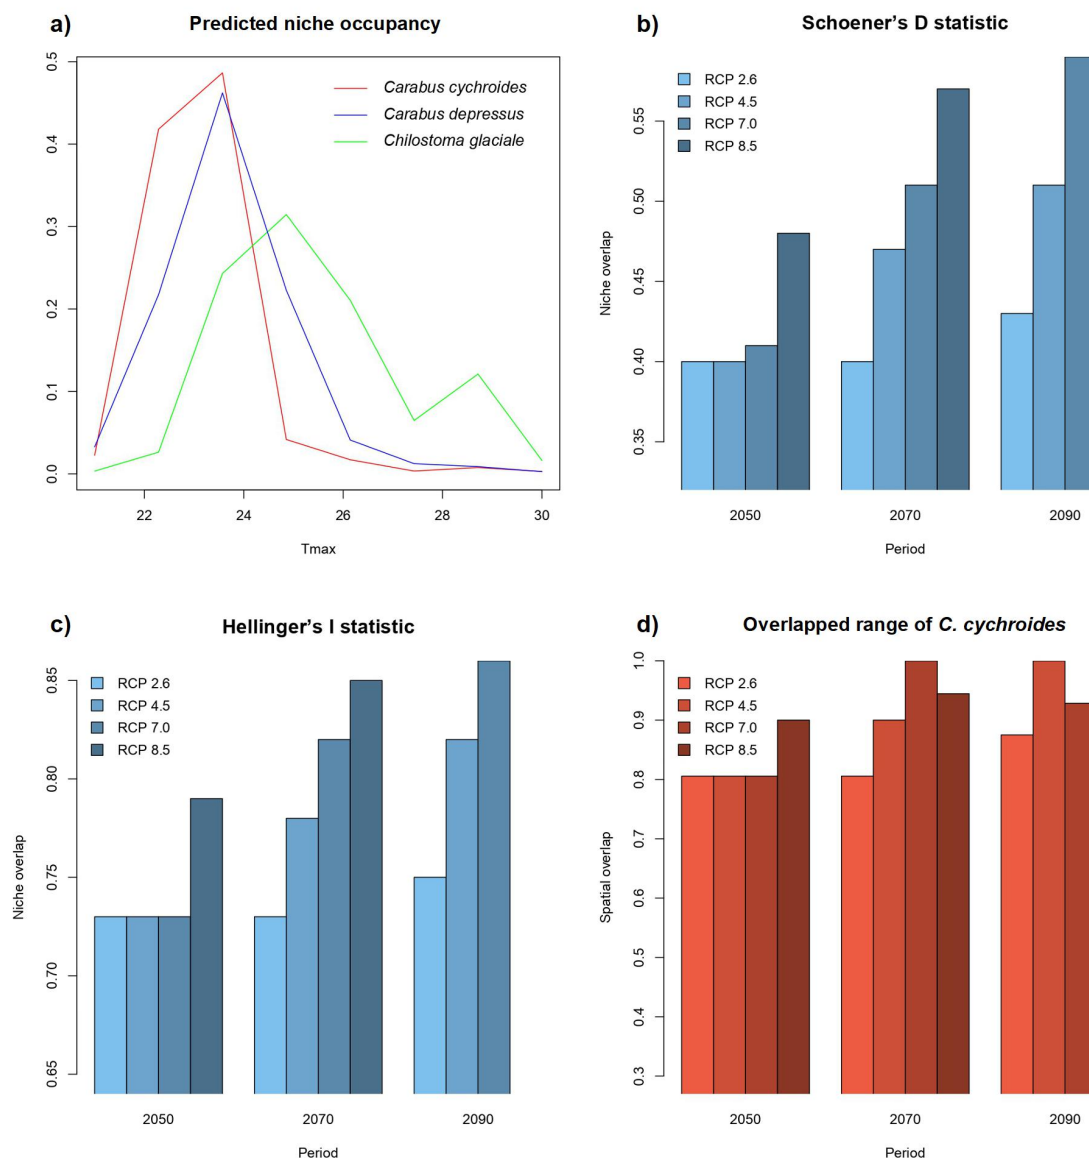 a)
Predicted niche occupancy
0.5
0.4
0.3
0.2
0.1
0.0
Carabus cychroides
Carabus depressus
Chilostoma glaciale
22 24 26 28 30
Tmax
b)
Schoener's D statistic
RCP 2.6
RCP 4.5
RCP 7.0
RCP 8.5
Niche overlap
0.55
0.50
0.45
0.40
0.35
2050 2070 2090
Period
c)
Hellinger's I statistic
RCP 2.6
RCP 4.5
RCP 7.0
RCP 8.5
Niche overlap
0.85
0.80
0.75
0.70
0.65
2050 2070 2090
Period
d)
Overlapped range of C. cychroides
RCP 2.6
RCP 4.5
RCP 7.0
RCP 8.5
Spatial overlap
1.0
0.9
0.8
0.7
0.6
0.5
0.4
0.3
2050 2070 2090
Period